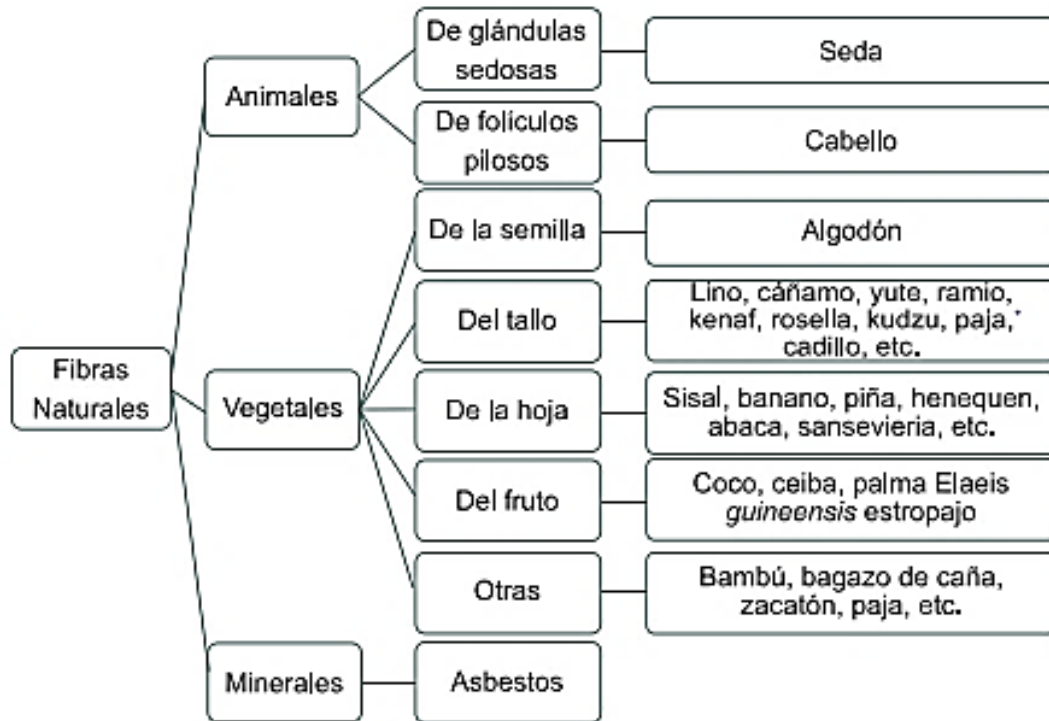 De glándulas
sedosas
Seda
Animales
De folículos
pilosos
Cabello
De la semilla
Algodón
Del tallo
Lino, cáñamo, yute, ramio,
kenaf, rosella, kudzu, paja,
cadillo, etc.
Fibras
Naturales
Vegetales
De la hoja
Sisal, banano, piña, henequen,
abaca, sansevieria, etc.
Del fruto
Coco, ceiba, palma Elaeis
guineensis estropajo
Otras
Bambú, bagazo de caña,
zacatón, paja, etc.
Minerales
Asbestos